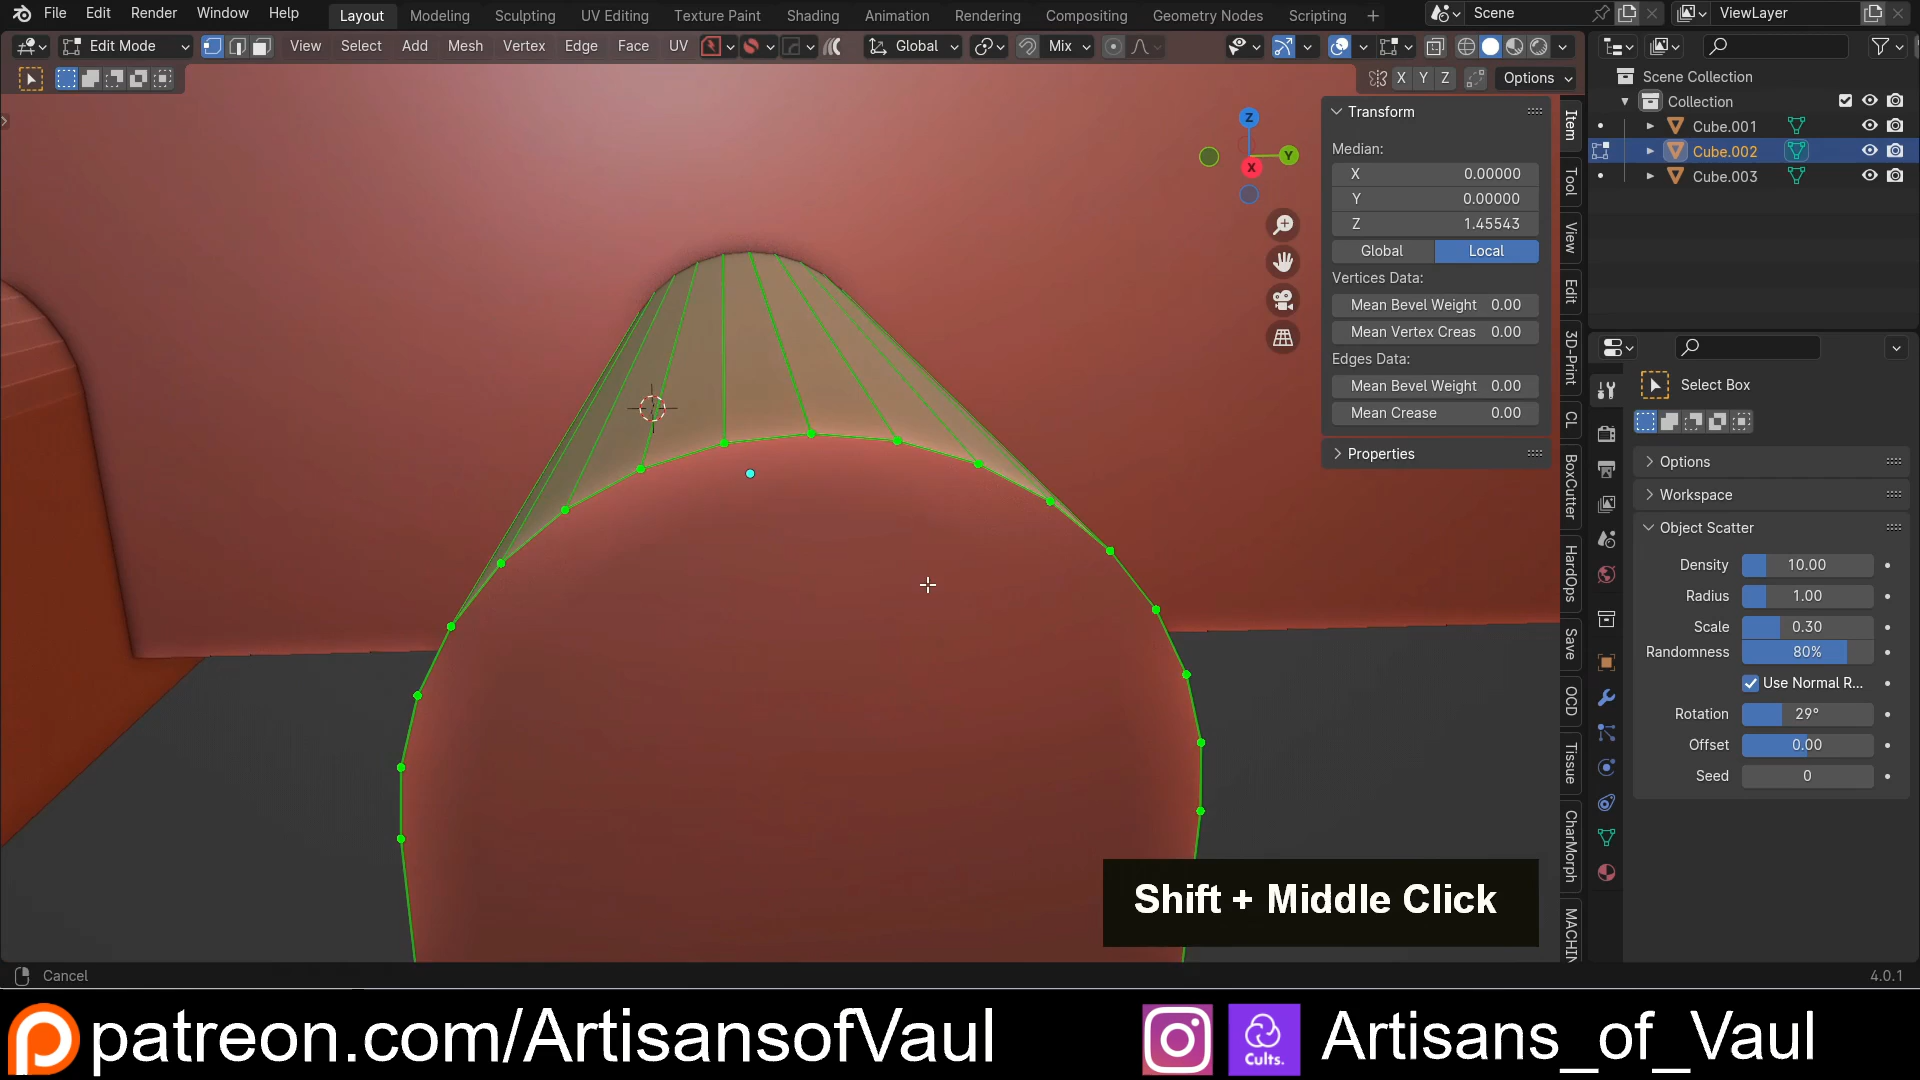 File Edit Render Window Help Layout Modeling Sculpting UV Editing Texture Paint Shading Animation Rendering Compositing Geometry Nodes Scripting + Scene ViewLayer
Edit Mode View Select Add Mesh Vertex Edge Face UV Global Mix
X Y Z Options
Scene Collection
Collection
Cube.001
Cube.002
Cube.003
Z
Y
X
Transform
Median:
X 0.00000
Y 0.00000
Z 1.45543
Global Local
Vertices Data:
Mean Bevel Weight 0.00
Mean Vertex Creas 0.00
Edges Data:
Mean Bevel Weight 0.00
Mean Crease 0.00
Properties
Item
Tool
View
Edit
3D-Print
CL
BoxCutter
HardOps
Save
OCD
Tissue
CharMorph
MACHIN
Select Box
Options
Workspace
Object Scatter
Density 10.00
Radius 1.00
Scale 0.30
Randomness 80%
Use Normal R...
Rotation 29°
Offset 0.00
Seed 0
Shift + Middle Click
Cancel 4.0.1
patreon.com/ArtisansofVaul Cults. Artisans_of_Vaul